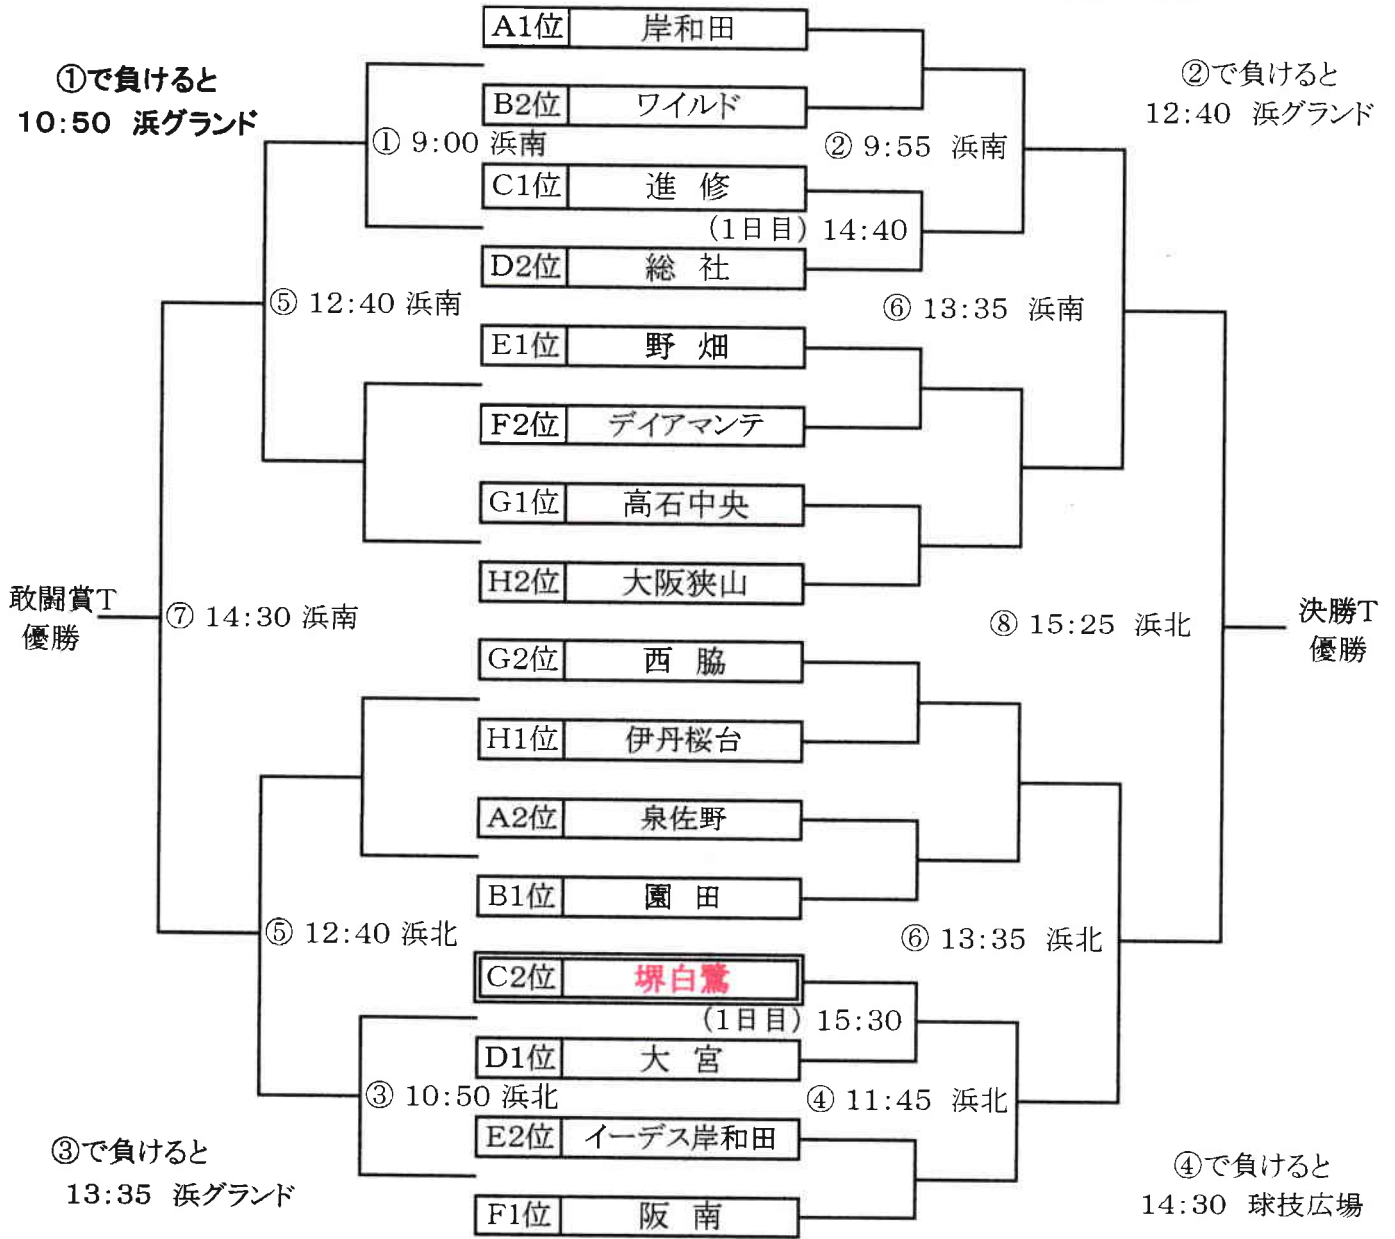 A1位 岸和田
①で負けると
10:50 浜グランド
②で負けると
12:40 浜グランド
B2位 ワイルド
① 9:00 浜南
② 9:55 浜南
C1位 進 修
(1日目) 14:40
D2位 総 社
⑤ 12:40 浜南
⑥ 13:35 浜南
E1位 野 畑
F2位 デイアマンテ
G1位 高石中央
H2位 大阪狭山
敢闘賞T
優勝
⑦ 14:30 浜南
⑧ 15:25 浜北
決勝T
優勝
G2位 西 脇
H1位 伊丹桜台
A2位 泉佐野
B1位 園 田
⑤ 12:40 浜北
⑥ 13:35 浜北
C2位 堺白鷺
(1日目) 15:30
D1位 大 宮
③ 10:50 浜北
④ 11:45 浜北
E2位 イーデス岸和田
③で負けると
13:35 浜グランド
④で負けると
14:30 球技広場
F1位 阪 南